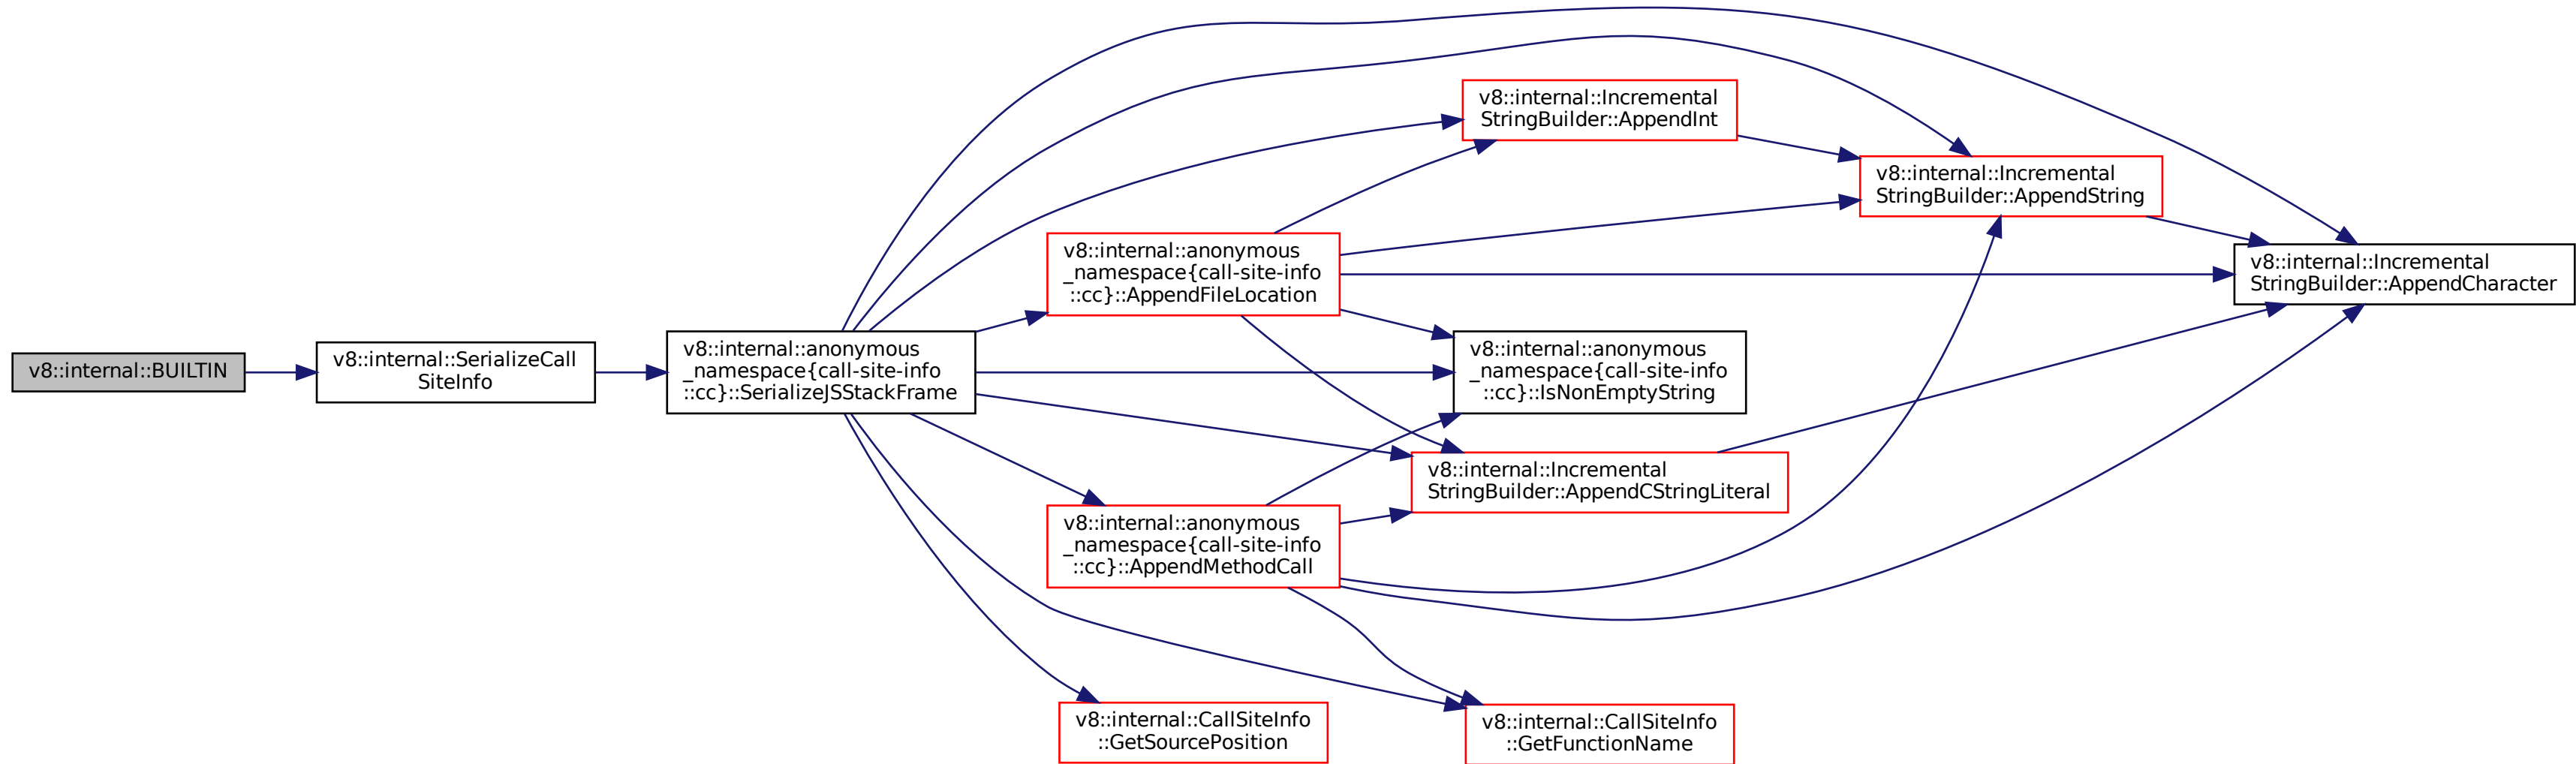 v8::internal::BUILTIN
v8::internal::SerializeCall
SiteInfo
v8::internal::anonymous
_namespace{call-site-info
::cc}::SerializeJSStackFrame
v8::internal::anonymous
_namespace{call-site-info
::cc}::AppendFileLocation
v8::internal::anonymous
_namespace{call-site-info
::cc}::AppendMethodCall
v8::internal::CallSiteInfo
::GetSourcePosition
v8::internal::Incremental
StringBuilder::AppendInt
v8::internal::anonymous
_namespace{call-site-info
::cc}::IsNonEmptyString
v8::internal::Incremental
StringBuilder::AppendCStringLiteral
v8::internal::CallSiteInfo
::GetFunctionName
v8::internal::Incremental
StringBuilder::AppendString
v8::internal::Incremental
StringBuilder::AppendCharacter